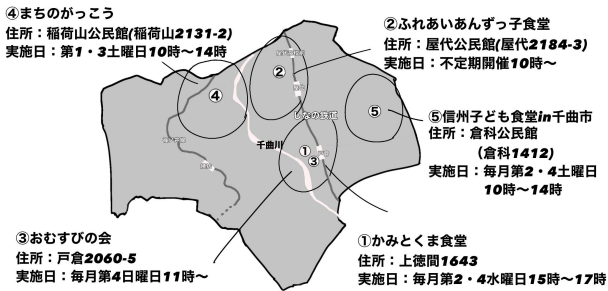 ④まちのがっこう
住所：稲荷山公民館(稲荷山2131-2)
実施日：第1・3土曜日10時～14時
②ふれあいあんずっ子食堂
住所：屋代公民館(屋代2184-3)
実施日：不定期開催10時～
②
④
⑤
しなの鉄道
千曲川
①
③
⑤信州子ども食堂in千曲市
住所：倉科公民館
(倉科1412)
実施日：毎月第2・4土曜日
10時～14時
③おむすびの会
住所：戸倉2060-5
実施日：毎月第4日曜日11時～
①かみとくま食堂
住所：上徳間1643
実施日：毎月第2・4水曜日15時～17時